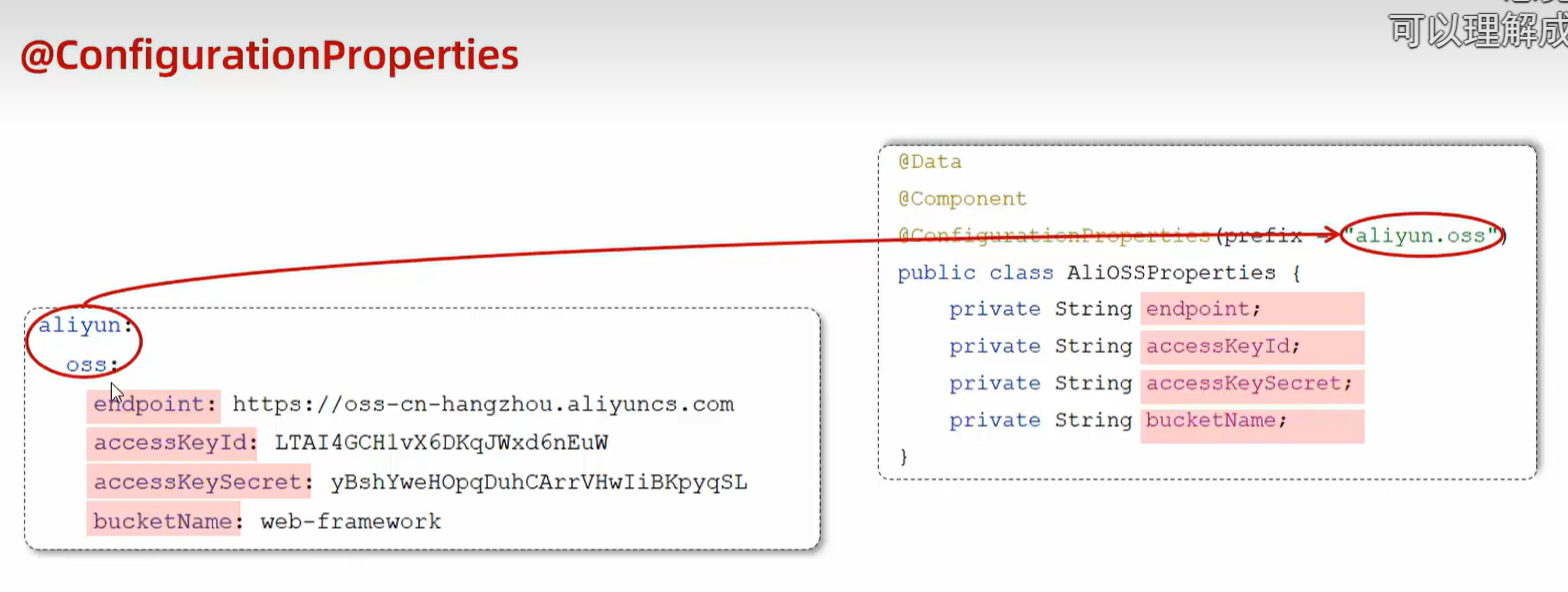 可以理解成
@ConfigurationProperties
@Data
@Component
@ConfigurationProperties(prefix = "aliyun.oss")
public class AliOSSProperties {
private String endpoint;
private String accessKeyId;
private String accessKeySecret;
private String bucketName;
}
aliyun:
oss:
endpoint: https://oss-cn-hangzhou.aliyuncs.com
accessKeyId: LTAI4GCH1vX6DKqJWxd6nEuW
accessKeySecret: yBshYweHOpqDuhCArrVHwIiBKpyqSL
bucketName: web-framework